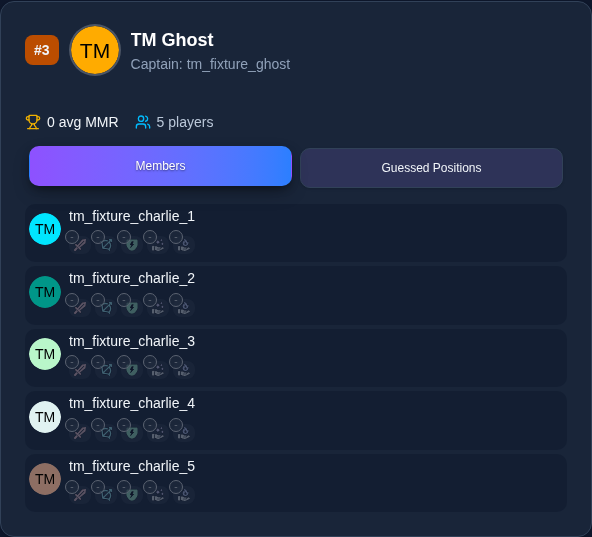 #3
TM
TM Ghost
Captain: tm_fixture_ghost
0 avg MMR
5 players
Members
Guessed Positions
TM
tm_fixture_charlie_1
- - - - -
TM
tm_fixture_charlie_2
- - - - -
TM
tm_fixture_charlie_3
- - - - -
TM
tm_fixture_charlie_4
- - - - -
TM
tm_fixture_charlie_5
- - - - -